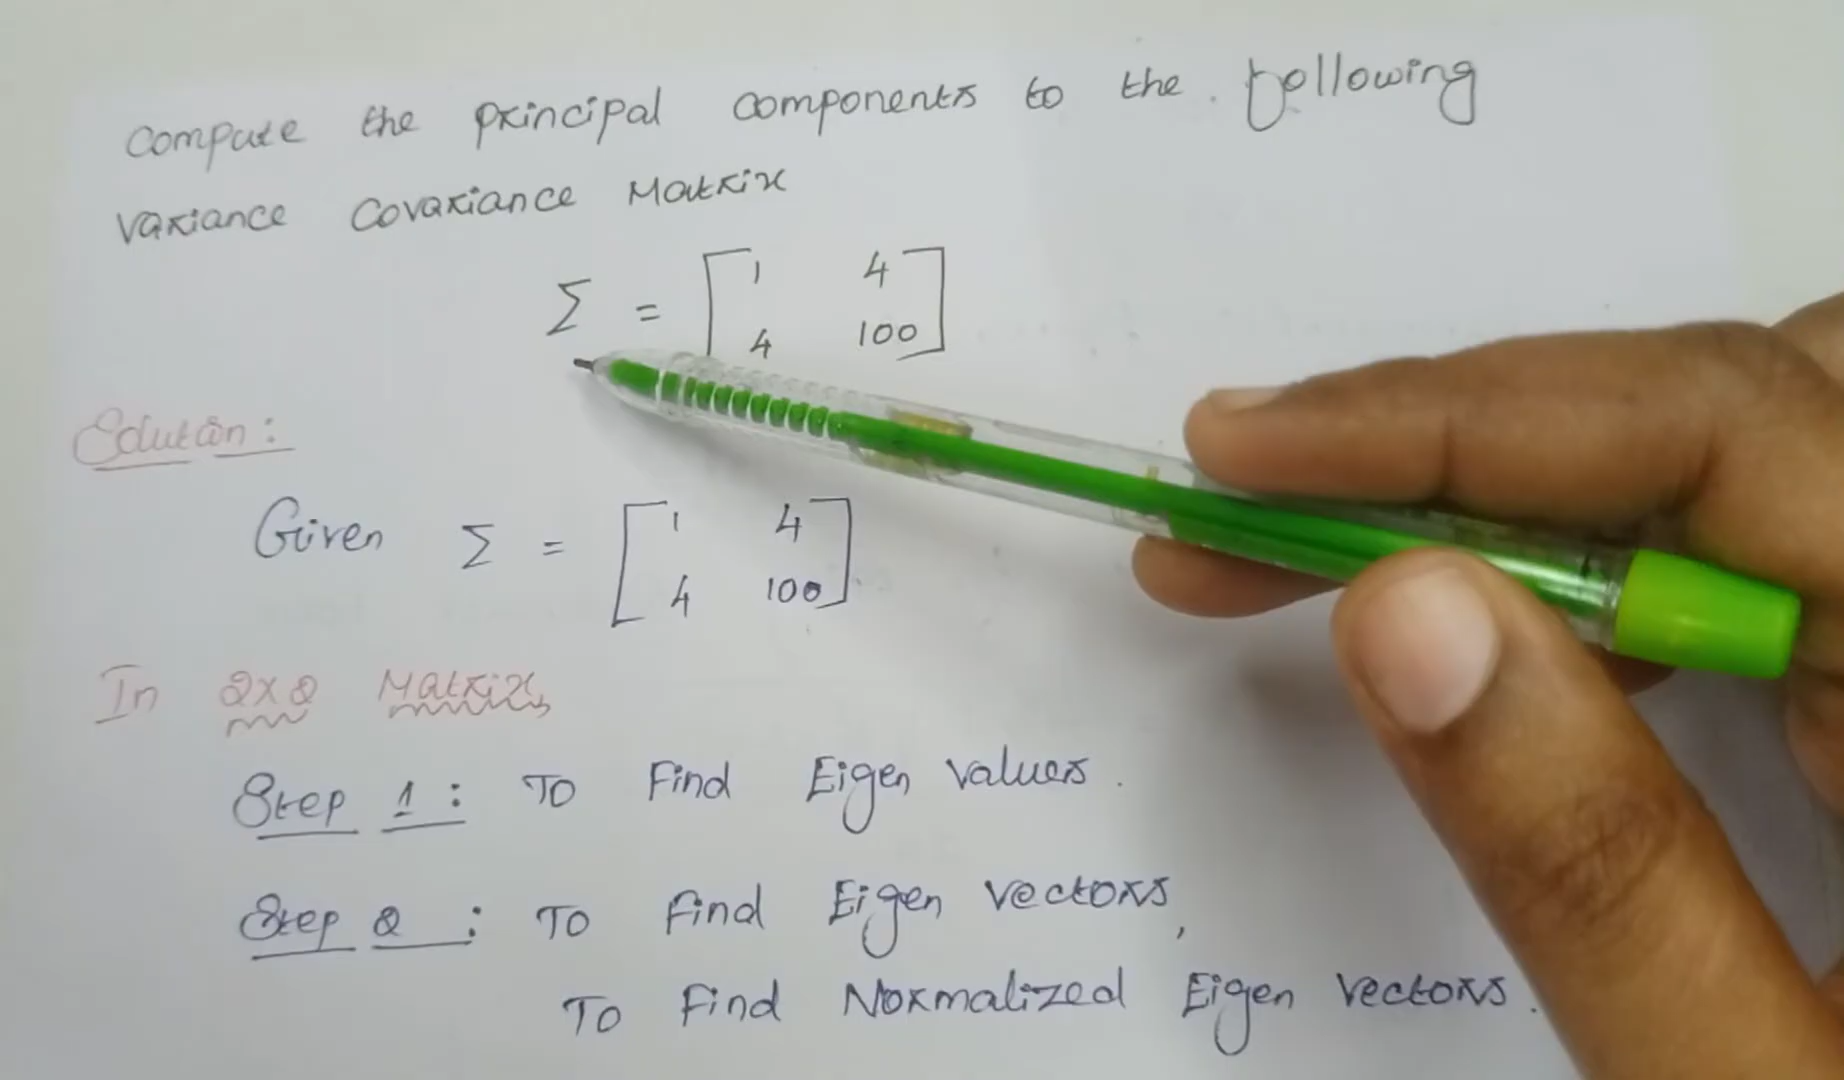 Compute the principal components to the following
Variance Covariance Matrix
Σ = [ 1 4
4 100 ]
Solution:
Given Σ = [ 1 4
4 100 ]
In 2x2 Matrix,
Step 1: To Find Eigen values.
Step 2: To Find Eigen vectors,
To Find Normalized Eigen vectors.